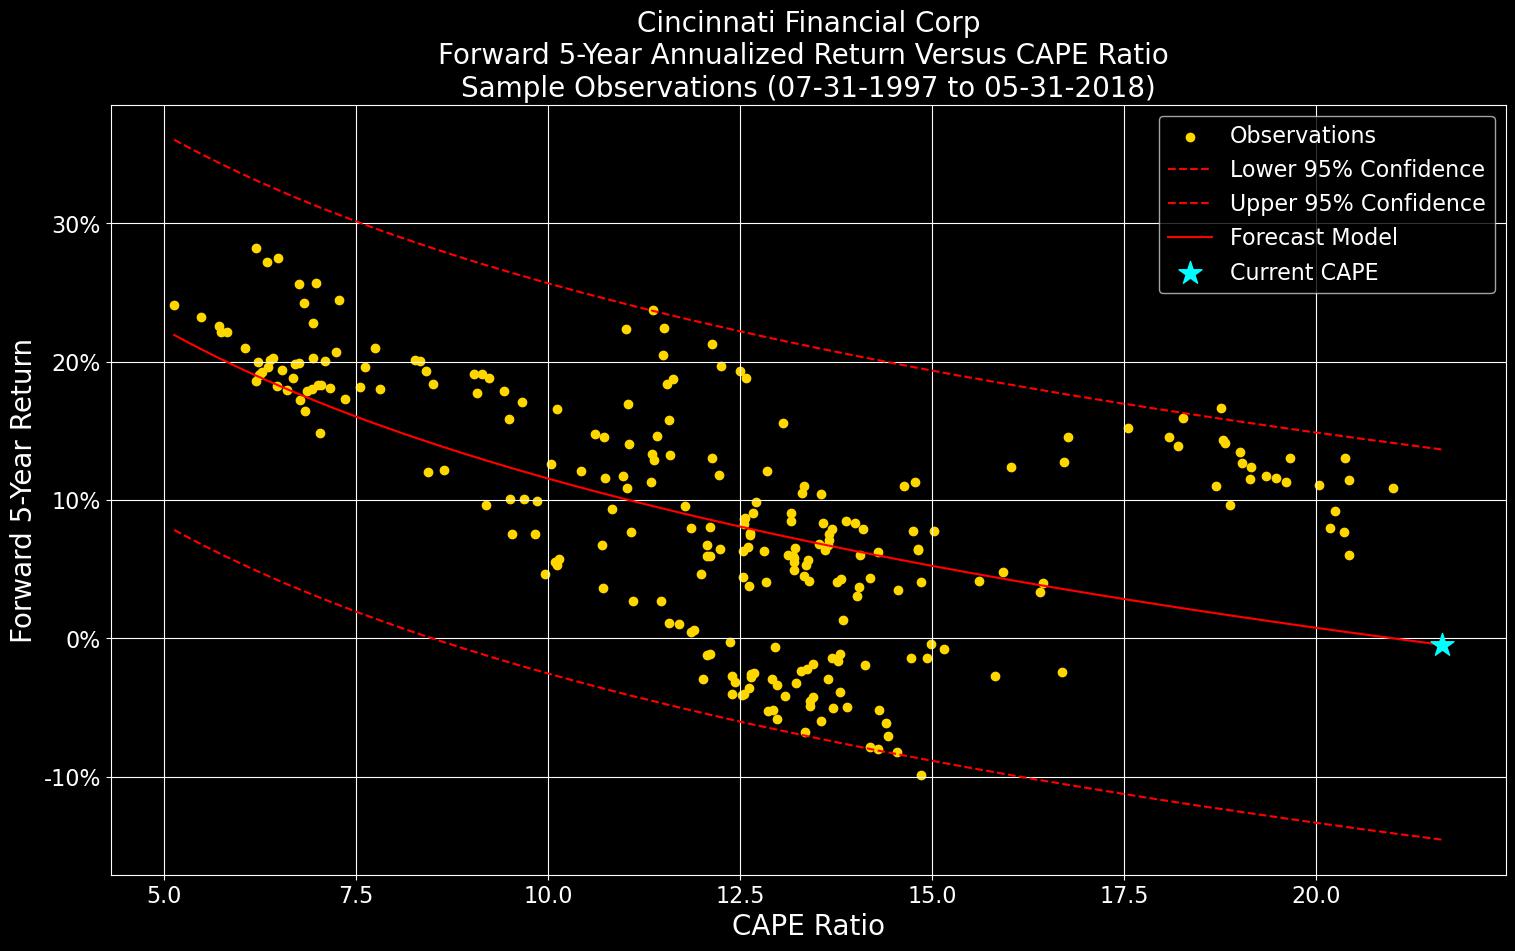 Cincinnati Financial Corp
Forward 5-Year Annualized Return Versus CAPE Ratio
Sample Observations (07-31-1997 to 05-31-2018)
Observations
Lower 95% Confidence
Upper 95% Confidence
Forecast Model
Current CAPE
Forward 5-Year Return
30%
20%
10%
0%
-10%
5.0 7.5 10.0 12.5 15.0 17.5 20.0
CAPE Ratio